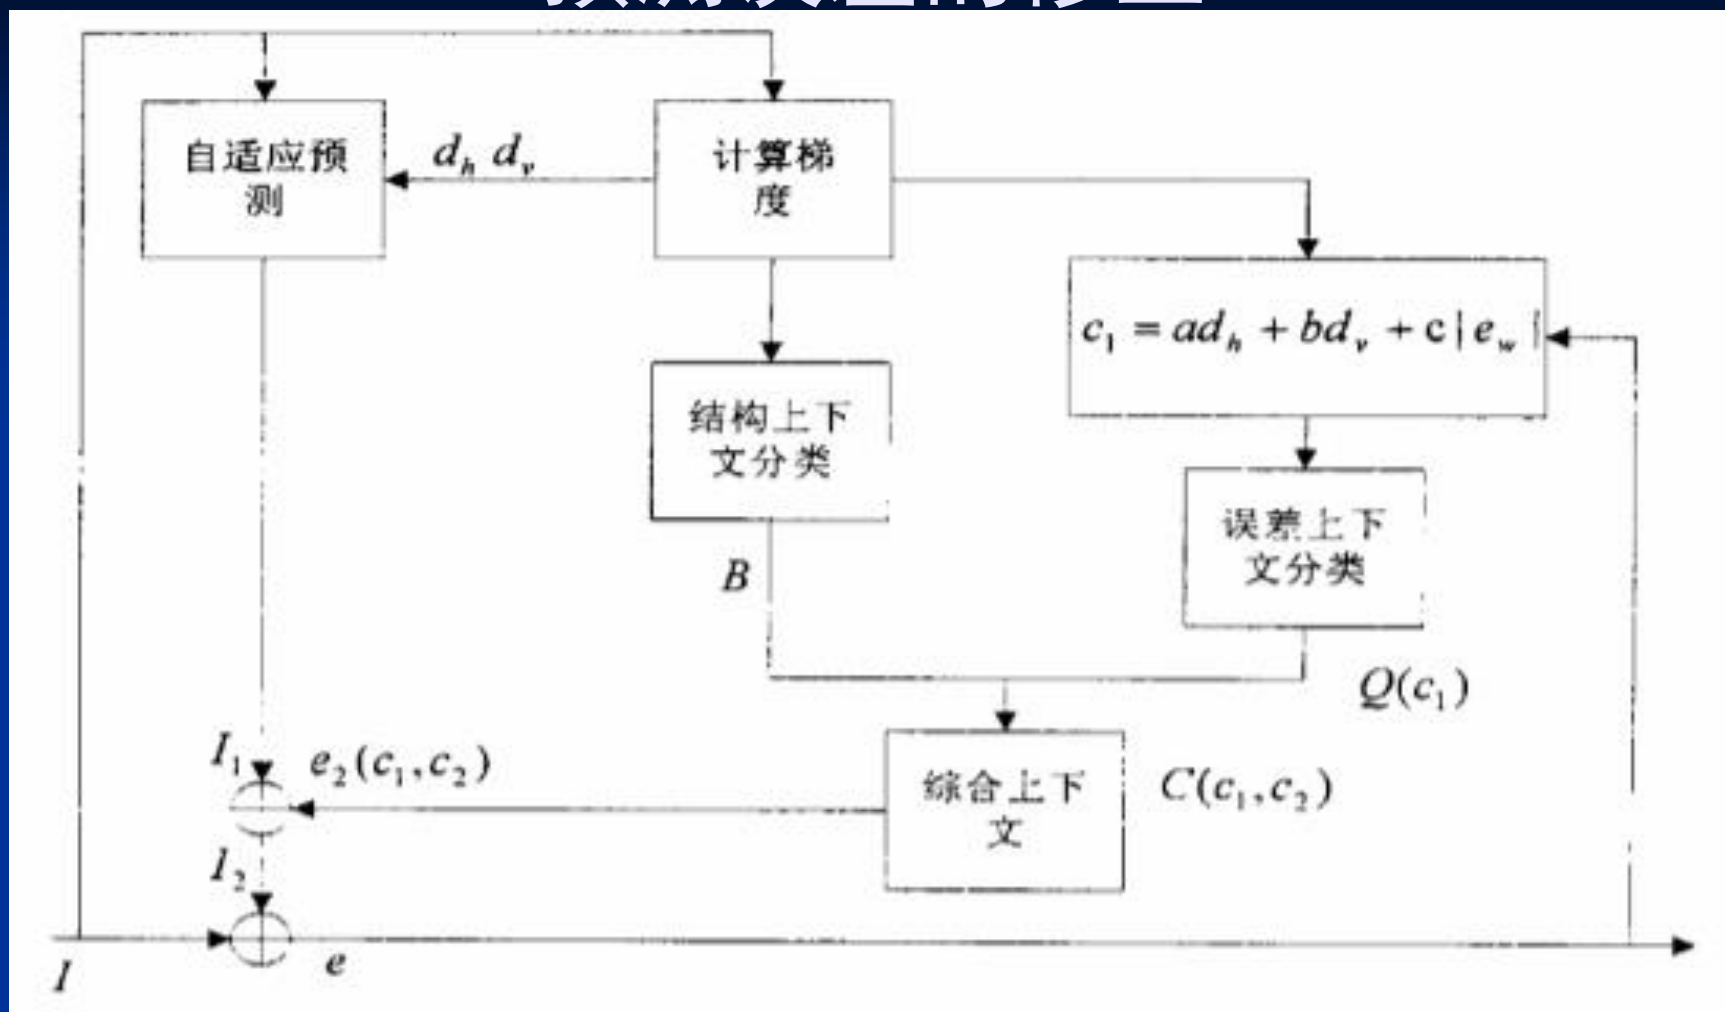 自适应预
测
d_h d_v
计算梯
度
c_1 = ad_h + bd_v + c|e_w|
结构上下
文分类
误差上下
文分类
B
Q(c_1)
I_1
e_2(c_1,c_2)
综合上下
文
C(c_1,c_2)
I_2
I
e